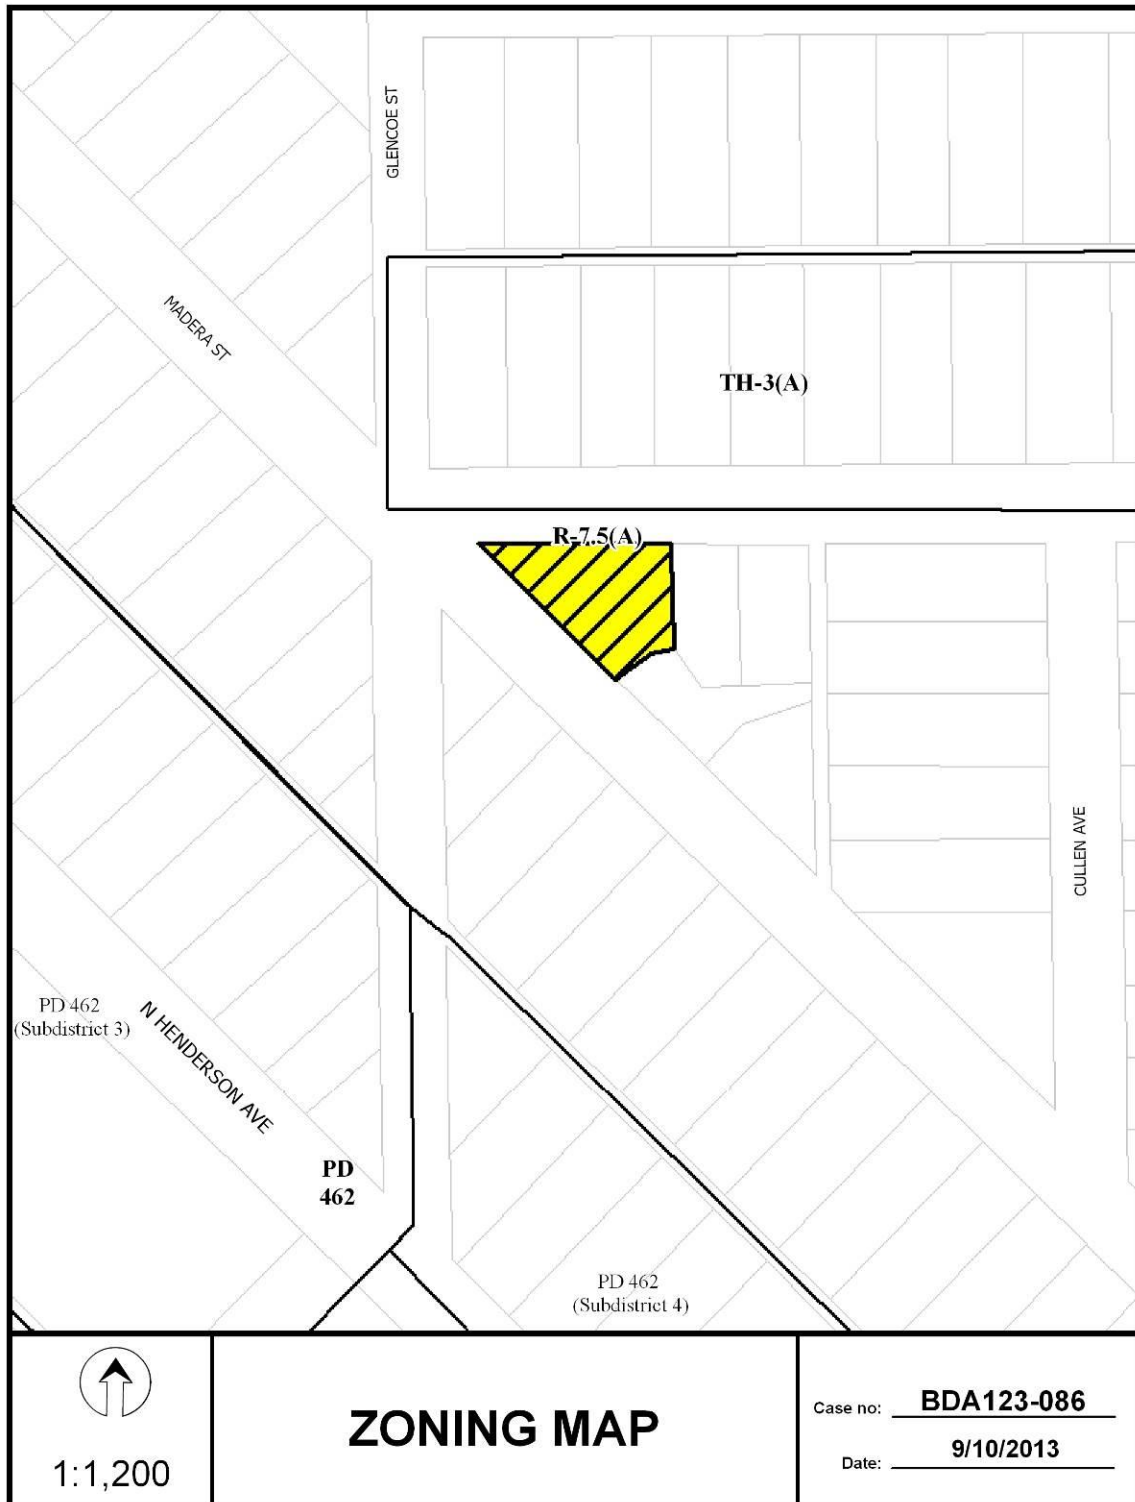 GLENCOE ST
MADERA ST
TH-3(A)
R-7.5(A)
CULLEN AVE
PD 462
(Subdistrict 3)
N HENDERSON AVE
PD
462
PD 462
(Subdistrict 4)
1:1,200
ZONING MAP
Case no: BDA123-086
Date: 9/10/2013